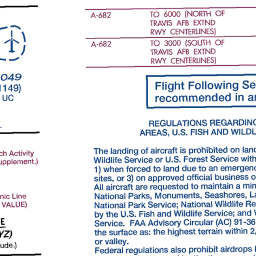 A-682 TO 6000 (NORTH OF
TRAVIS AFB EXTND
RWY CENTERLINES)
A-682 TO 3000 (SOUTH OF
TRAVIS AFB EXTND
RWY CENTERLINES)
049
1149)
UC
Flight Following Se
recommended in a
REGULATIONS REGARDIN
AREAS, U.S. FISH AND WILDL
ch Activity
upplement.)
nic Line
VALUE)
E
YZ)
ude.)
The landing of aircraft is prohibited on lan
Wildlife Service or U.S. Forest Service with
1) when forced to land due to an emergenc
sites, or 3) on approved official business o
All aircraft are requested to maintain a min
National Parks, Monuments, Seashores, La
National Park Service; National Wildlife Re
by the U.S. Fish and Wildlife Service; and W
Service. FAA Advisory Circular (AC) 91-36
the surface as: the highest terrain within 2,
or valley.
Federal regulations also prohibit airdrops b